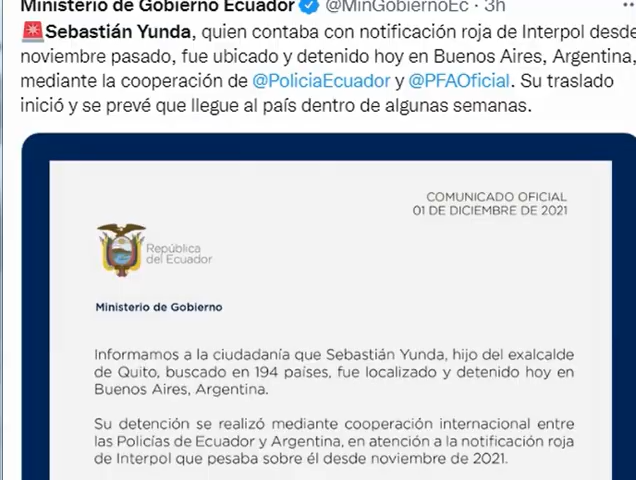 Ministerio de Gobierno Ecuador @MinGobiernoEc · 3h
Sebastián Yunda, quien contaba con notificación roja de Interpol desde
noviembre pasado, fue ubicado y detenido hoy en Buenos Aires, Argentina,
mediante la cooperación de @PoliciaEcuador y @PFAOficial. Su traslado
inició y se prevé que llegue al país dentro de algunas semanas.
COMUNICADO OFICIAL
01 DE DICIEMBRE DE 2021
República
del Ecuador
Ministerio de Gobierno
Informamos a la ciudadanía que Sebastián Yunda, hijo del exalcalde
de Quito, buscado en 194 países, fue localizado y detenido hoy en
Buenos Aires, Argentina.
Su detención se realizó mediante cooperación internacional entre
las Policías de Ecuador y Argentina, en atención a la notificación roja
de Interpol que pesaba sobre él desde noviembre de 2021.